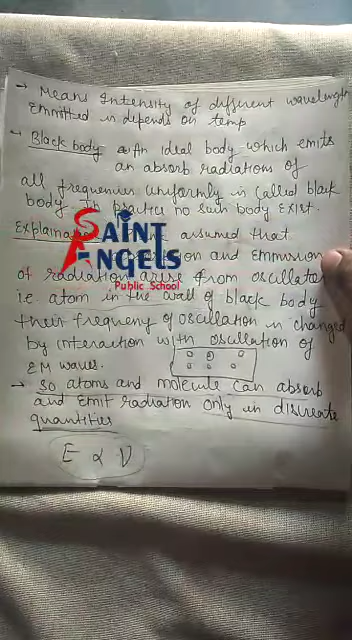 → Means Intensity of different wavelength
Emmitted in depends on temp
→ Black body → An ideal body which emits
an absorb radiations of
all frequencies uniformly is called black
body. In practice no such body Exist.
Explaination assumed that
SAINT
ANGELS
Public School
absorption and Emmision
of radiation arise from oscillator
i.e. atom in the wall of black body
their frequeny of oscillation is changed
by interaction with oscillation of
EM waves.
→ So atoms and molecule can absorb
and Emit radiation only in discreate
quantities
E ∝ ν